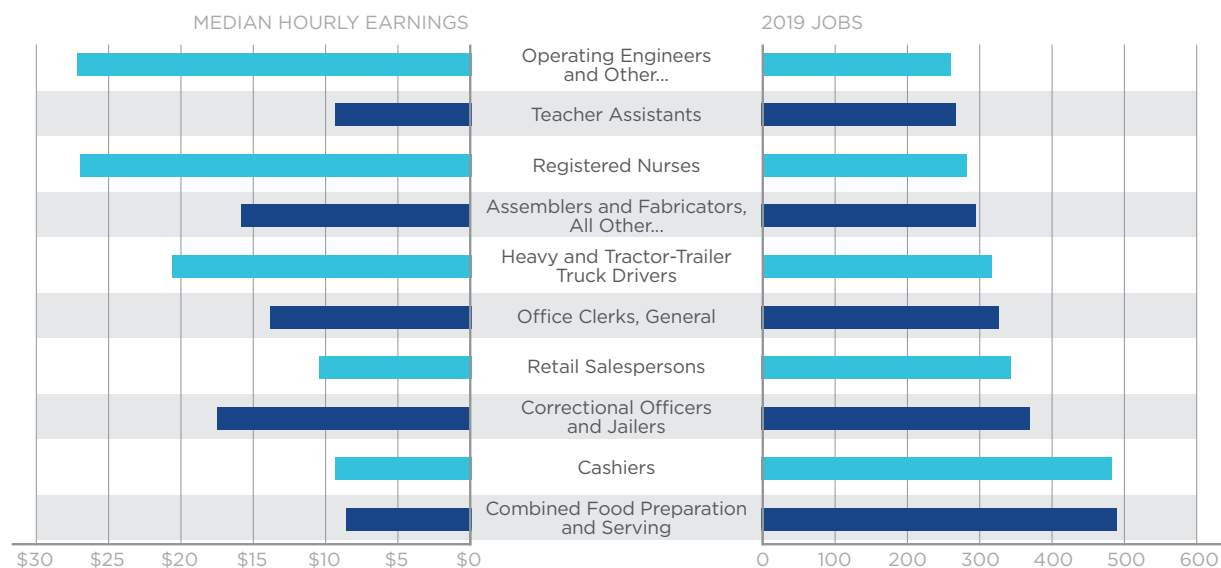 MEDIAN HOURLY EARNINGS
2019 JOBS
Operating Engineers
and Other...
Teacher Assistants
Registered Nurses
Assemblers and Fabricators,
All Other...
Heavy and Tractor-Trailer
Truck Drivers
Office Clerks, General
Retail Salespersons
Correctional Officers
and Jailers
Cashiers
Combined Food Preparation
and Serving
$30 $25 $20 $15 $10 $5 $0
0 100 200 300 400 500 600